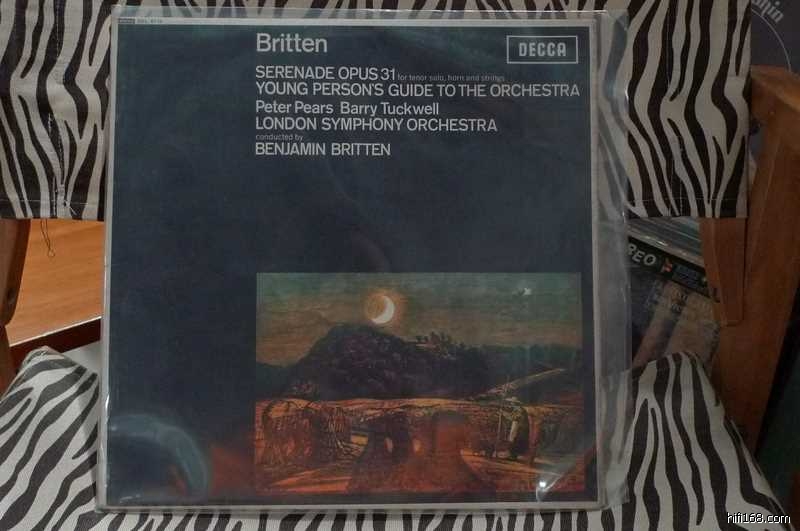 Britten
DECCA
SERENADE OPUS 31 for tenor solo, horn and strings
YOUNG PERSON'S GUIDE TO THE ORCHESTRA
Peter Pears Barry Tuckwell
LONDON SYMPHONY ORCHESTRA
conducted by
BENJAMIN BRITTEN
hifi168.com